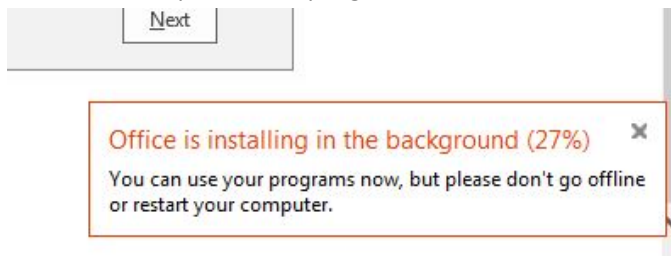 Next
Office is installing in the background (27%)
You can use your programs now, but please don't go offline
or restart your computer.